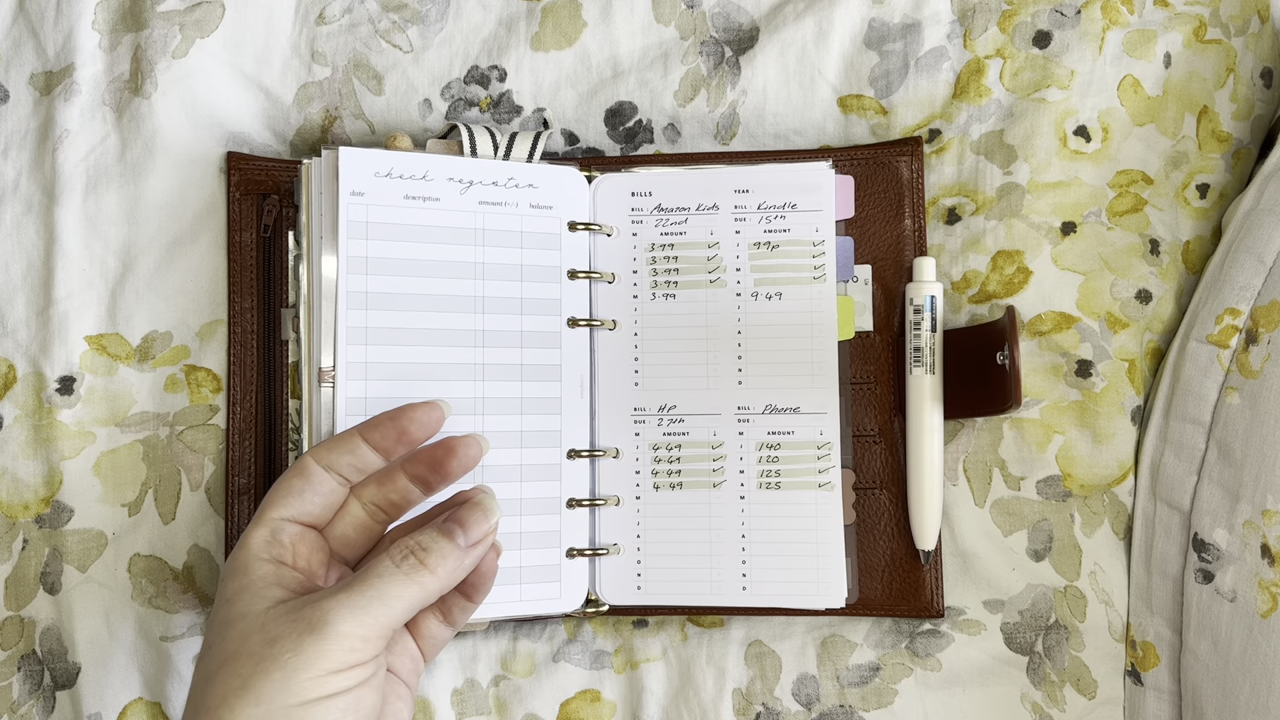 check register
date description amount (+/-) balance
BILLS YEAR :
BILL : Amazon Kids BILL : Kindle
DUE : 22nd DUE : 15th
M AMOUNT ↓ M AMOUNT ↓
J 3.99 ✓ J 99p ✓
F 3.99 ✓ F ✓
M 3.99 ✓ M ✓
A 3.99 ✓ A ✓
M 3.99 M 9.49
J J
J J
A A
S S
O O
N N
D D
BILL : HP BILL : Phone
DUE : 27th DUE :
M AMOUNT ↓ M AMOUNT ↓
J 4.49 ✓ J 140 ✓
F 4.49 ✓ F 120 ✓
M 4.49 ✓ M 125 ✓
A 4.49 ✓ A 125 ✓
M M
J J
J J
A A
S S
O O
N N
D D